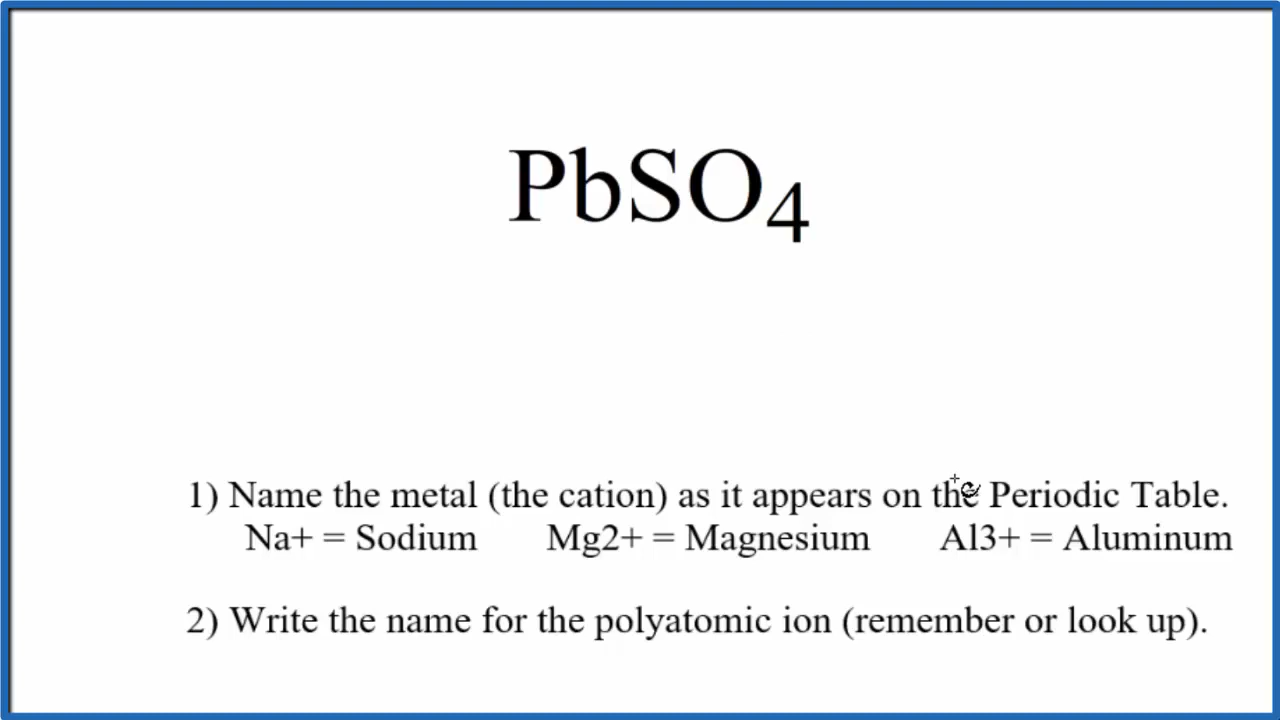 PbSO4
1) Name the metal (the cation) as it appears on the Periodic Table.
Na+ = Sodium Mg2+ = Magnesium Al3+ = Aluminum
2) Write the name for the polyatomic ion (remember or look up).